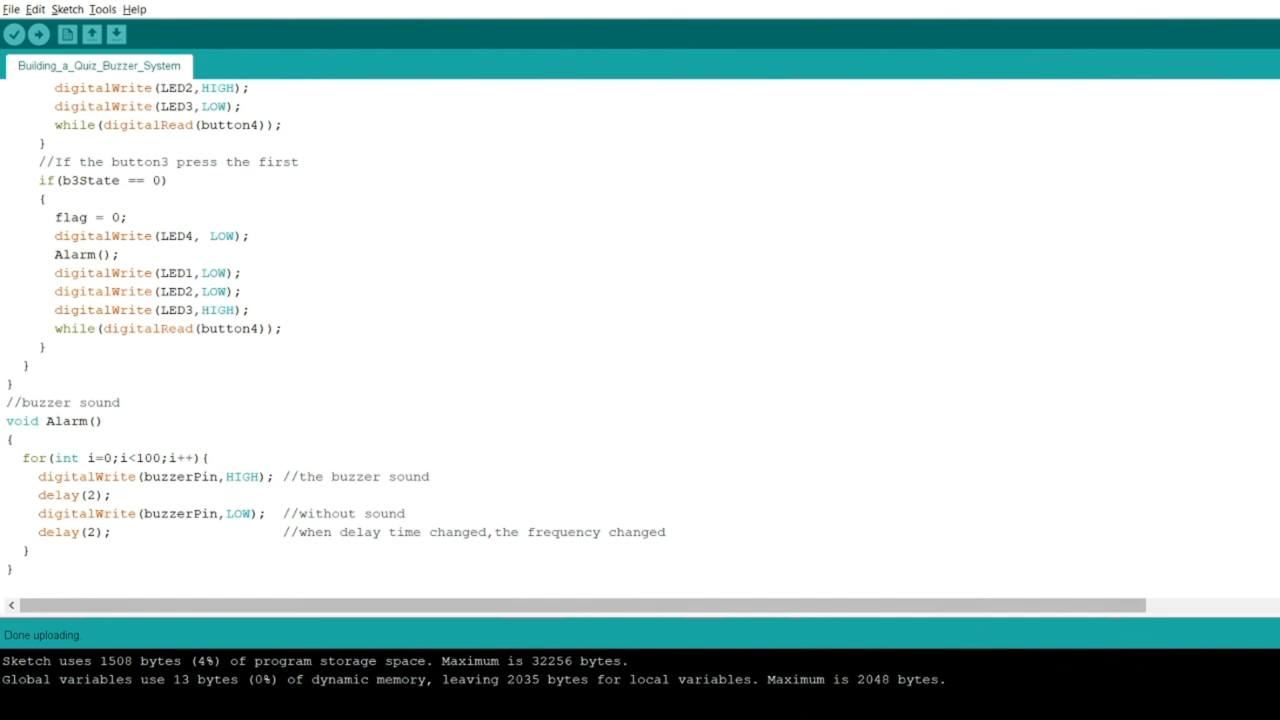 File Edit Sketch Tools Help
Building_a_Quiz_Buzzer_System
digitalWrite(LED2,HIGH);
digitalWrite(LED3,LOW);
while(digitalRead(button4));
}
//If the button3 press the first
if(b3State == 0)
{
flag = 0;
digitalWrite(LED4, LOW);
Alarm();
digitalWrite(LED1,LOW);
digitalWrite(LED2,LOW);
digitalWrite(LED3,HIGH);
while(digitalRead(button4));
}
}
}
//buzzer sound
void Alarm()
{
for(int i=0;i<100;i++){
digitalWrite(buzzerPin,HIGH); //the buzzer sound
delay(2);
digitalWrite(buzzerPin,LOW); //without sound
delay(2); //when delay time changed,the frequency changed
}
}
Done uploading.
Sketch uses 1508 bytes (4%) of program storage space. Maximum is 32256 bytes.
Global variables use 13 bytes (0%) of dynamic memory, leaving 2035 bytes for local variables. Maximum is 2048 bytes.